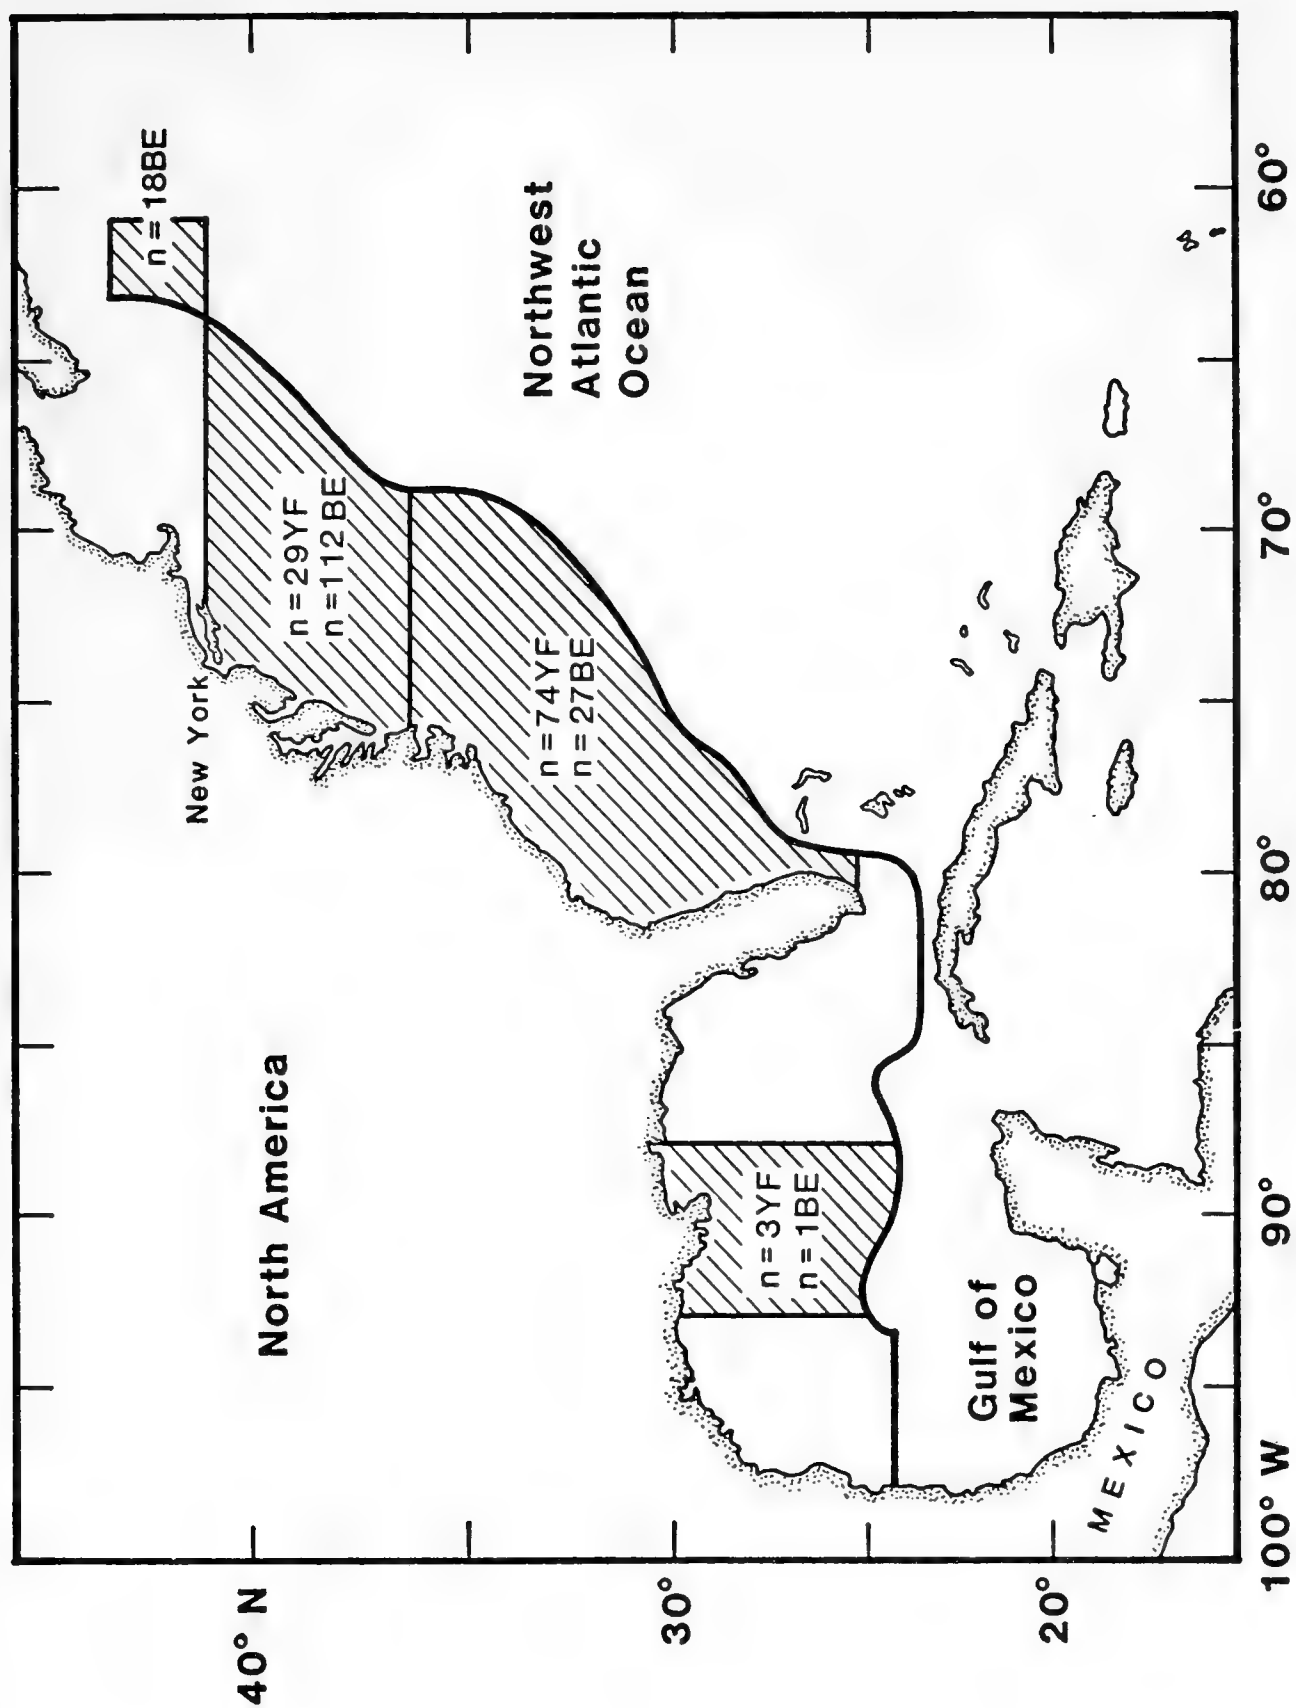 n=18BE
New York
n=29YF
n=112BE
Northwest
Atlantic
Ocean
n=74YF
n=27BE
North America
n=3YF
n=1BE
Gulf of
Mexico
MEXICO
40° N
30°
20°
100° W
90°
80°
70°
60°